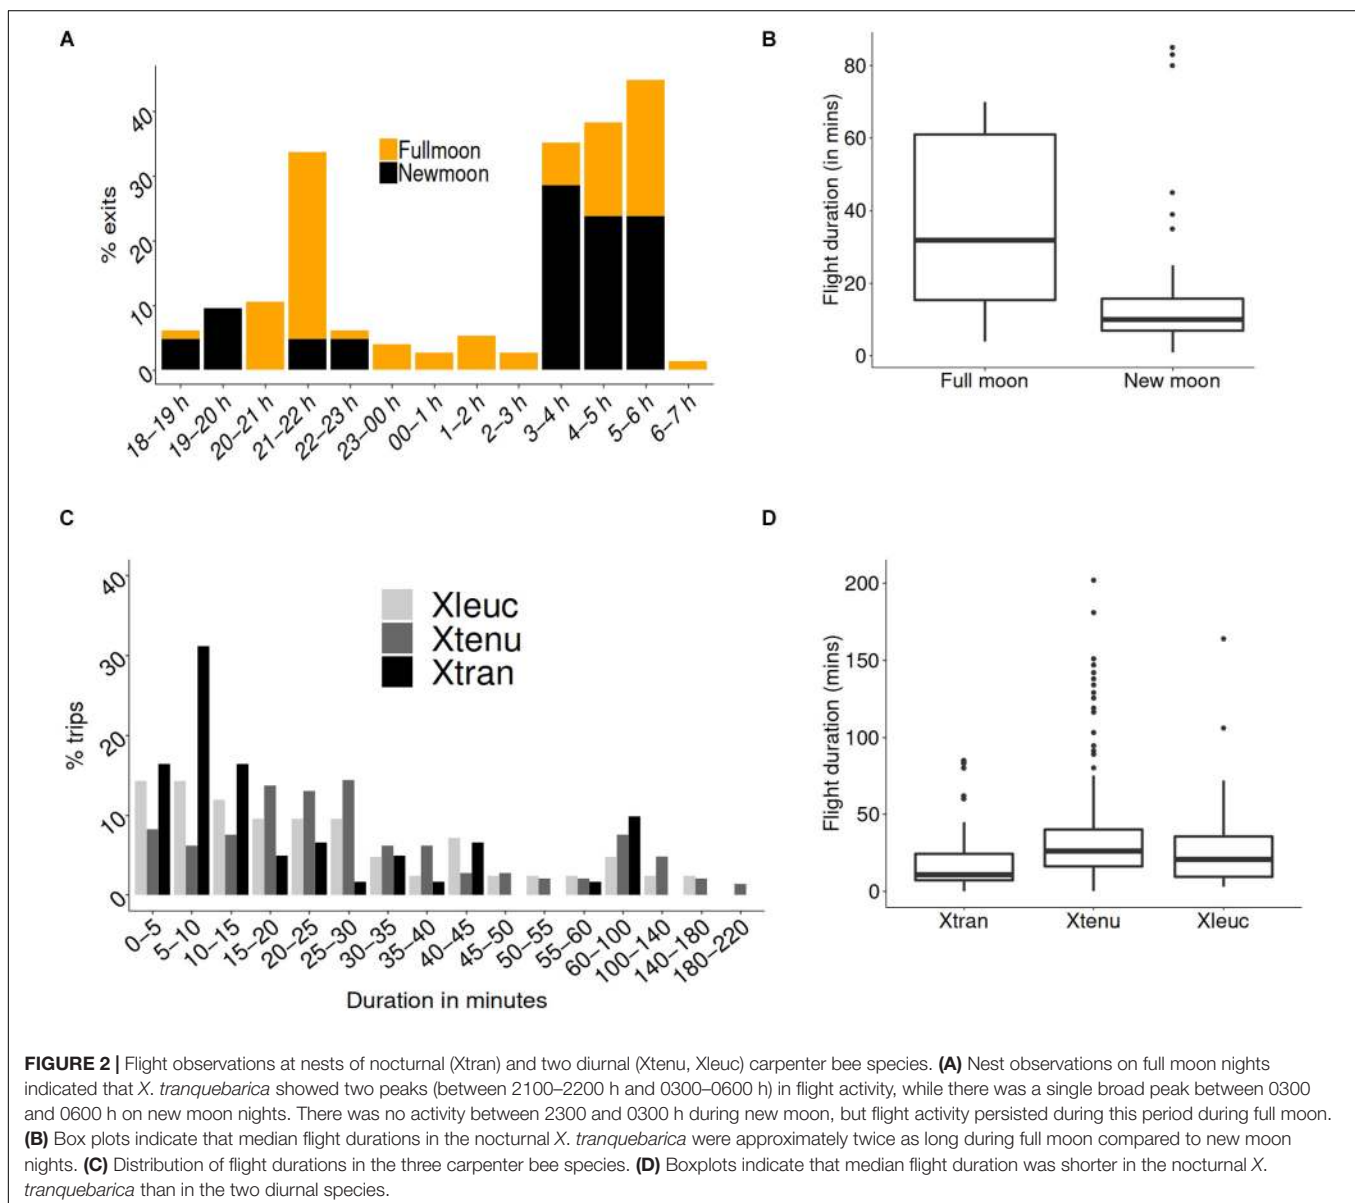 A
% exits
40
30
20
10
0
Fullmoon
Newmoon
18–19 h
19–20 h
20–21 h
21–22 h
22–23 h
23–00 h
00–1 h
1–2 h
2–3 h
3–4 h
4–5 h
5–6 h
6–7 h
B
Flight duration (in mins)
80
60
40
20
0
Full moon
New moon
C
% trips
40
30
20
10
0
Xleuc
Xtenu
Xtran
0–5
5–10
10–15
15–20
20–25
25–30
30–35
35–40
40–45
45–50
50–55
55–60
60–100
100–140
140–180
180–220
Duration in minutes
D
Flight duration (mins)
200
150
100
50
0
Xtran
Xtenu
Xleuc
FIGURE 2 | Flight observations at nests of nocturnal (Xtran) and two diurnal (Xtenu, Xleuc) carpenter bee species. (A) Nest observations on full moon nights
indicated that X. tranquebarica showed two peaks (between 2100–2200 h and 0300–0600 h) in flight activity, while there was a single broad peak between 0300
and 0600 h on new moon nights. There was no activity between 2300 and 0300 h during new moon, but flight activity persisted during this period during full moon.
(B) Box plots indicate that median flight durations in the nocturnal X. tranquebarica were approximately twice as long during full moon compared to new moon
nights. (C) Distribution of flight durations in the three carpenter bee species. (D) Boxplots indicate that median flight duration was shorter in the nocturnal X.
tranquebarica than in the two diurnal species.